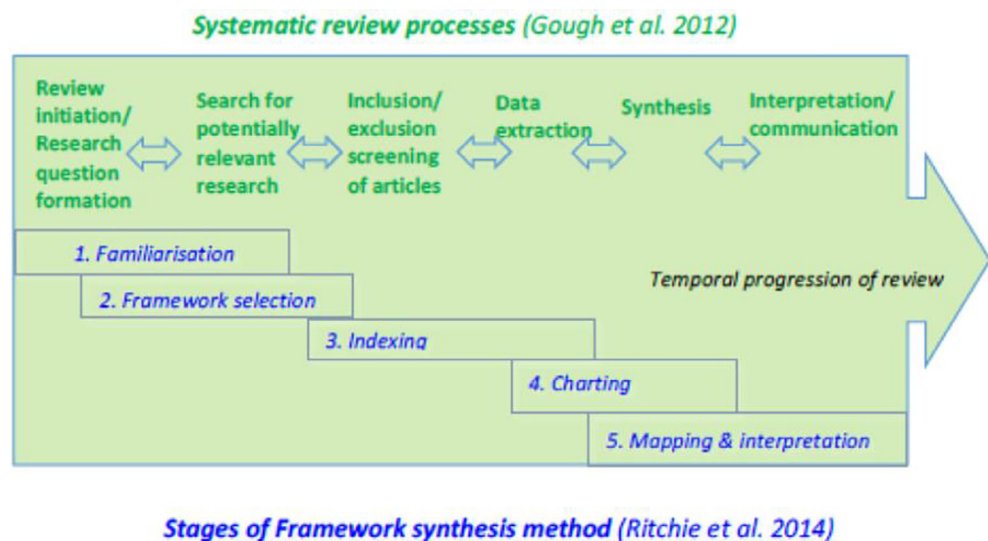 Systematic review processes (Gough et al. 2012)
Review
initiation/
Research
question
formation
Search for
potentially
relevant
research
Inclusion/
exclusion
screening
of articles
Data
extraction
Synthesis
Interpretation/
communication
1. Familiarisation
2. Framework selection
3. Indexing
4. Charting
5. Mapping & interpretation
Temporal progression of review
Stages of Framework synthesis method (Ritchie et al. 2014)